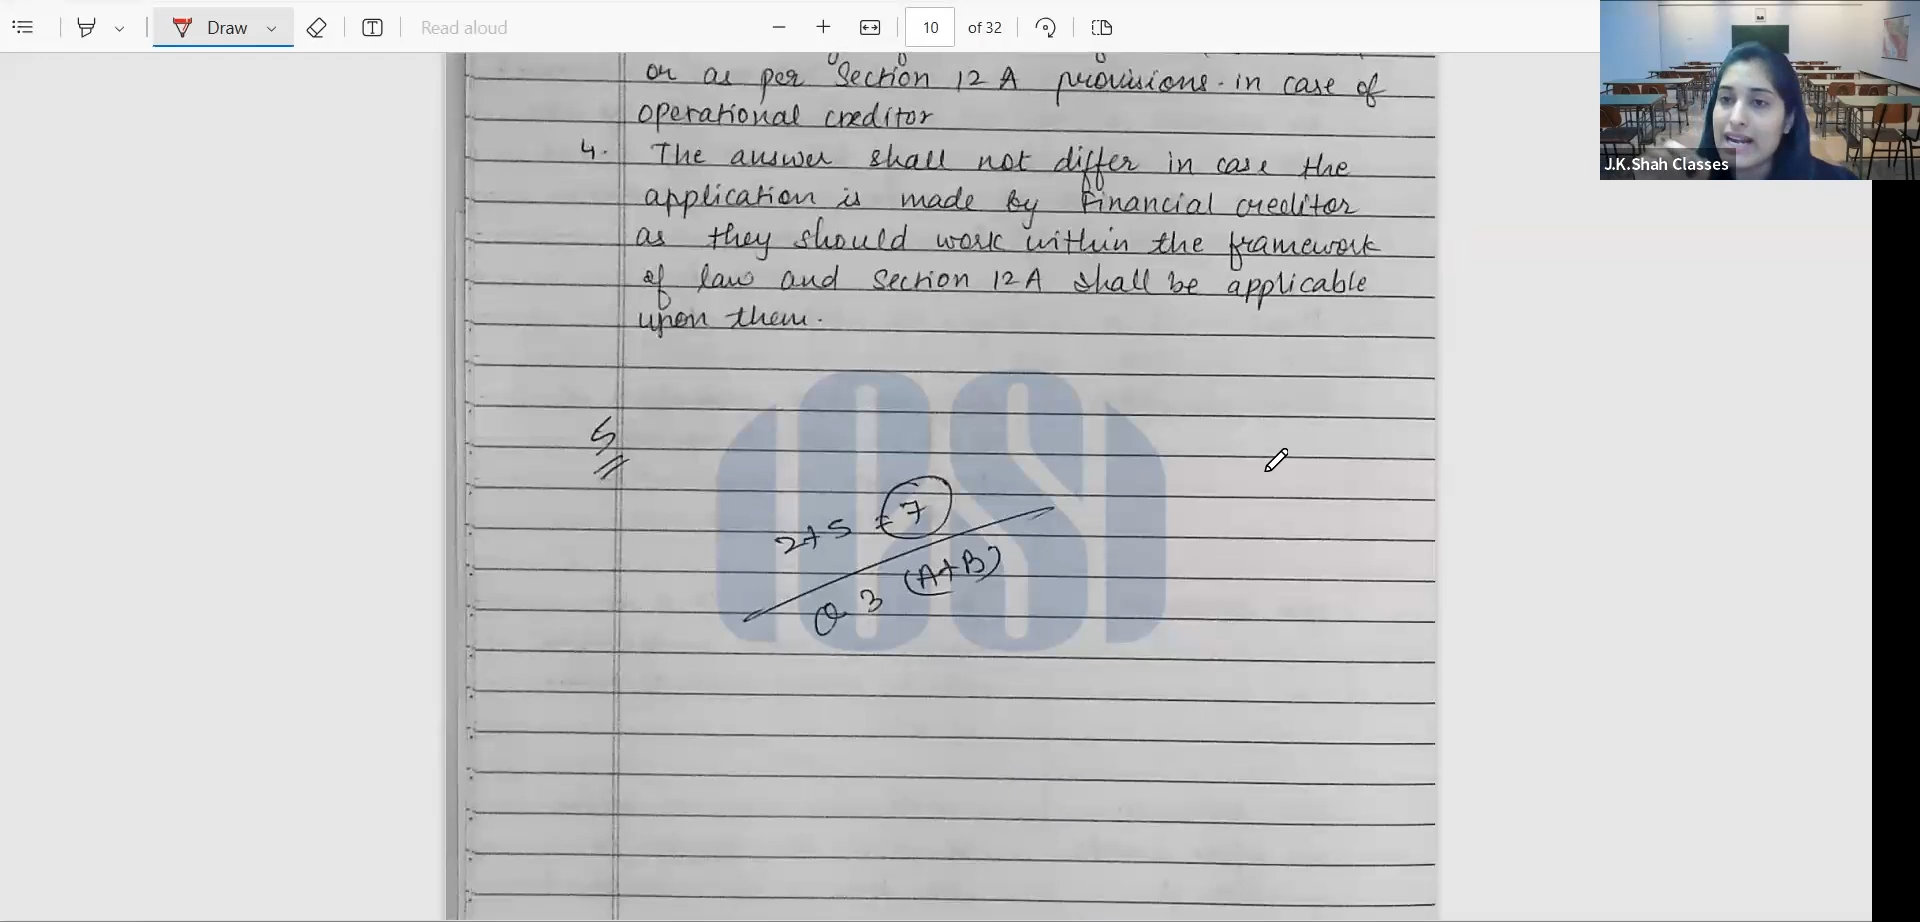 Draw
Read aloud
10 of 32
J.K.Shah Classes
or as per Section 12 A provisions. in case of
operational creditor
4. The answer shall not differ in case the
application is made by Financial creditor
as they should work within the framework
of law and Section 12A shall be applicable
upon them.
5
2+5 = 7
Q 3 (A+B)
ICSI